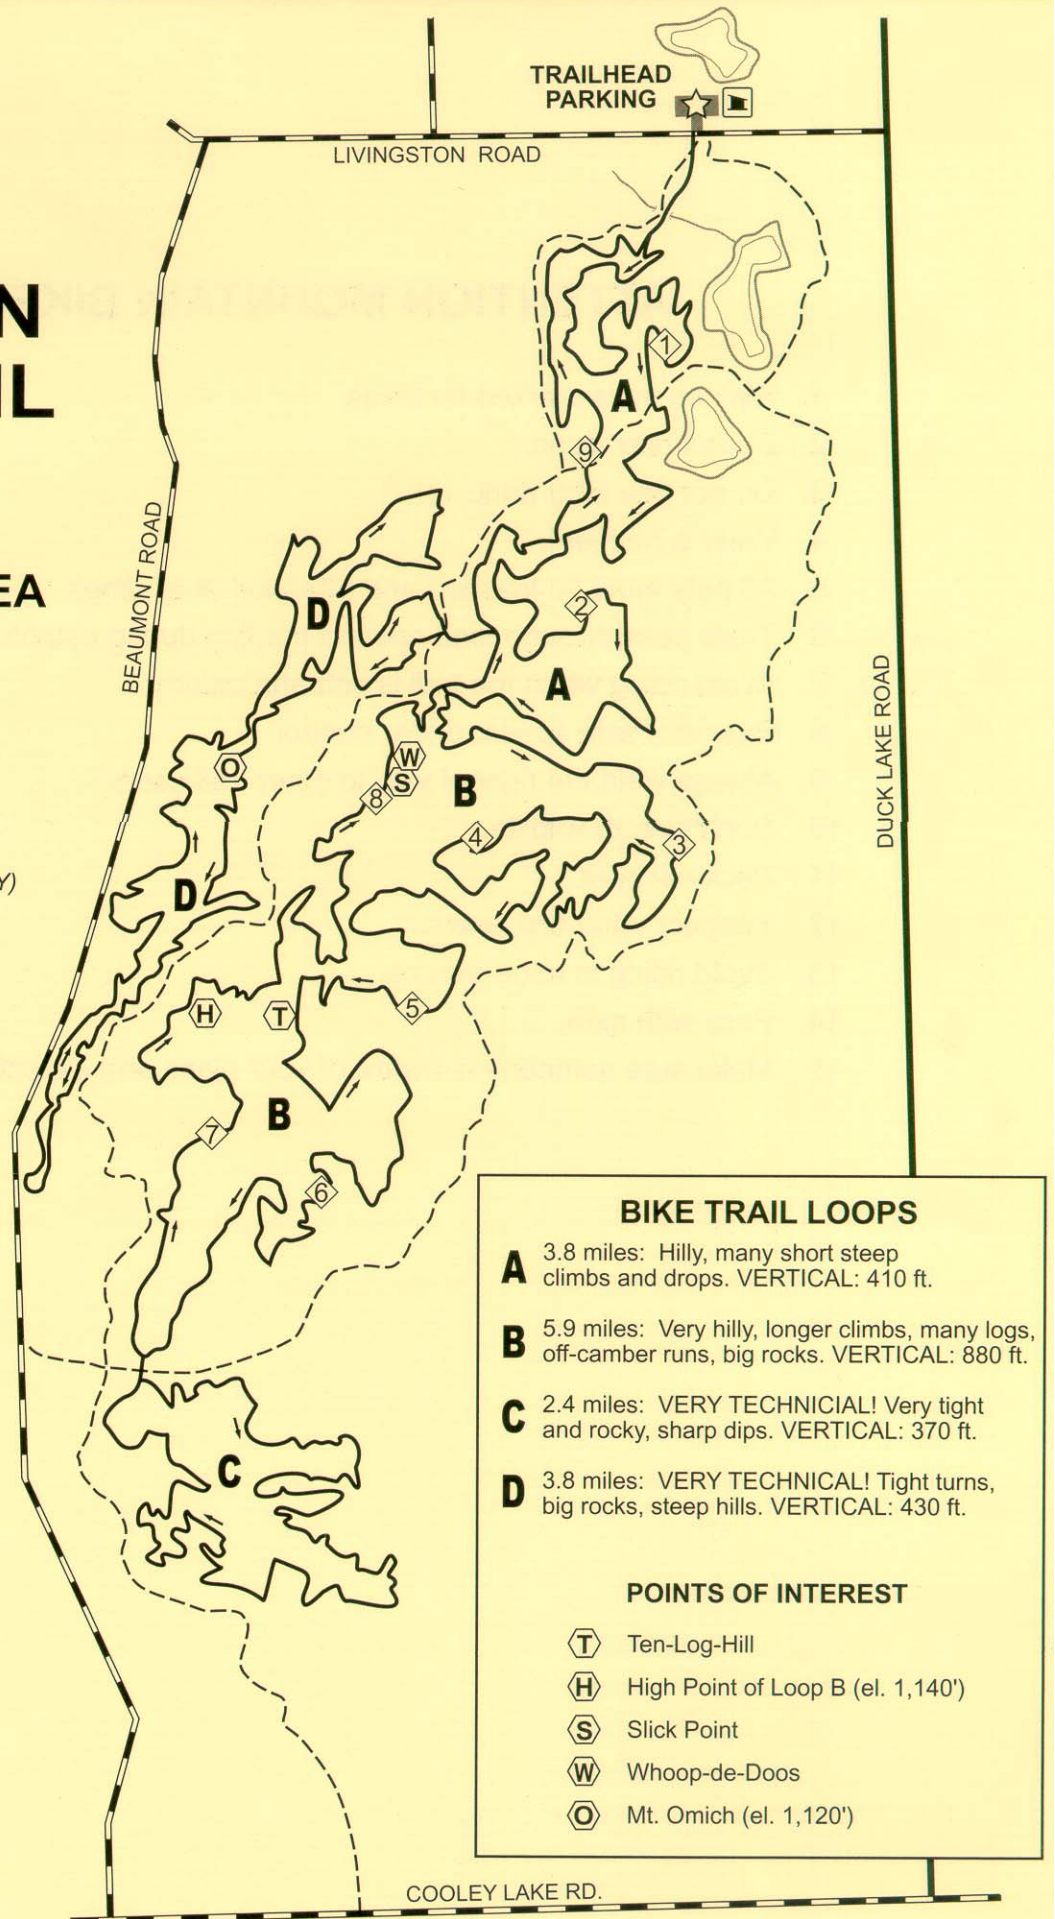 TRAILHEAD
PARKING
LIVINGSTON ROAD
N
IL
EA
Y)
BEAUMONT ROAD
DUCK LAKE ROAD
1
A
9
2
D
A
O
W
S
8
B
4
3
D
H
T
5
B
7
6
C
BIKE TRAIL LOOPS
A 3.8 miles: Hilly, many short steep
climbs and drops. VERTICAL: 410 ft.
B 5.9 miles: Very hilly, longer climbs, many logs,
off-camber runs, big rocks. VERTICAL: 880 ft.
C 2.4 miles: VERY TECHNICIAL! Very tight
and rocky, sharp dips. VERTICAL: 370 ft.
D 3.8 miles: VERY TECHNICAL! Tight turns,
big rocks, steep hills. VERTICAL: 430 ft.
POINTS OF INTEREST
T Ten-Log-Hill
H High Point of Loop B (el. 1,140')
S Slick Point
W Whoop-de-Doos
O Mt. Omich (el. 1,120')
COOLEY LAKE RD.